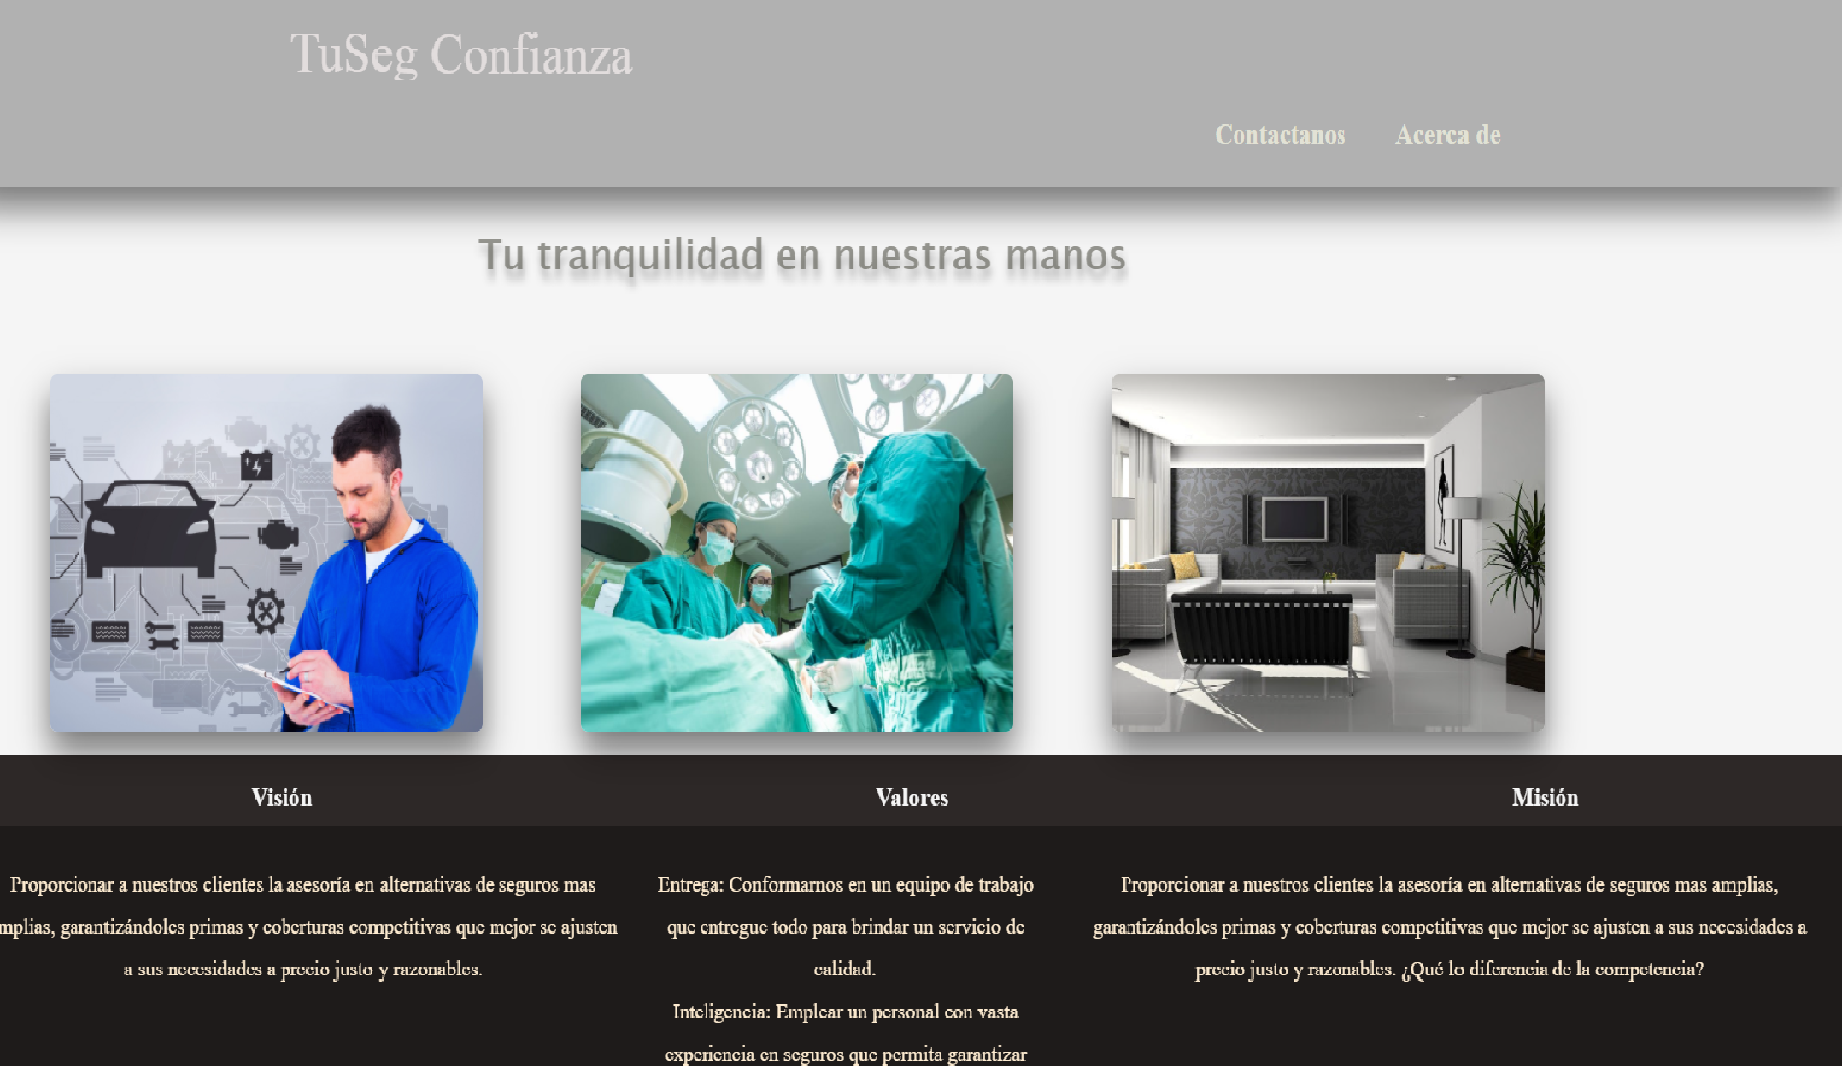 TuSeg Confianza
Contactanos Acerca de
Tu tranquilidad en nuestras manos
Visión Valores Misión
Proporcionar a nuestros clientes la asesoría en alternativas de seguros mas
mplias, garantizándoles primas y coberturas competitivas que mejor se ajusten
a sus necesidades a precio justo y razonables.
Entrega: Conformarnos en un equipo de trabajo
que entregue todo para brindar un servicio de
calidad.
Inteligencia: Emplear un personal con vasta
experiencia en seguros que permita garantizar
Proporcionar a nuestros clientes la asesoría en alternativas de seguros mas amplias,
garantizándoles primas y coberturas competitivas que mejor se ajusten a sus necesidades a
precio justo y razonables. ¿Qué lo diferencia de la competencia?